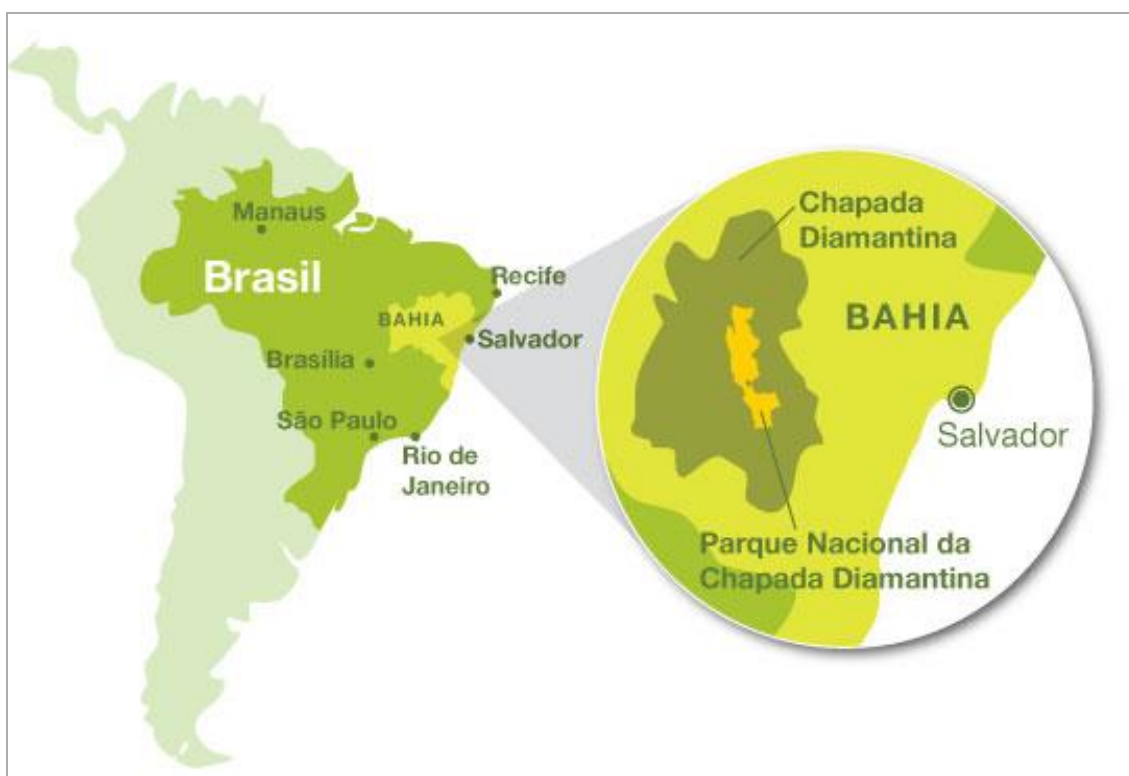 Manaus
Brasil
Recife
BAHIA
Salvador
Brasília
São Paulo
Rio de
Janeiro
Chapada
Diamantina
BAHIA
Salvador
Parque Nacional da
Chapada Diamantina